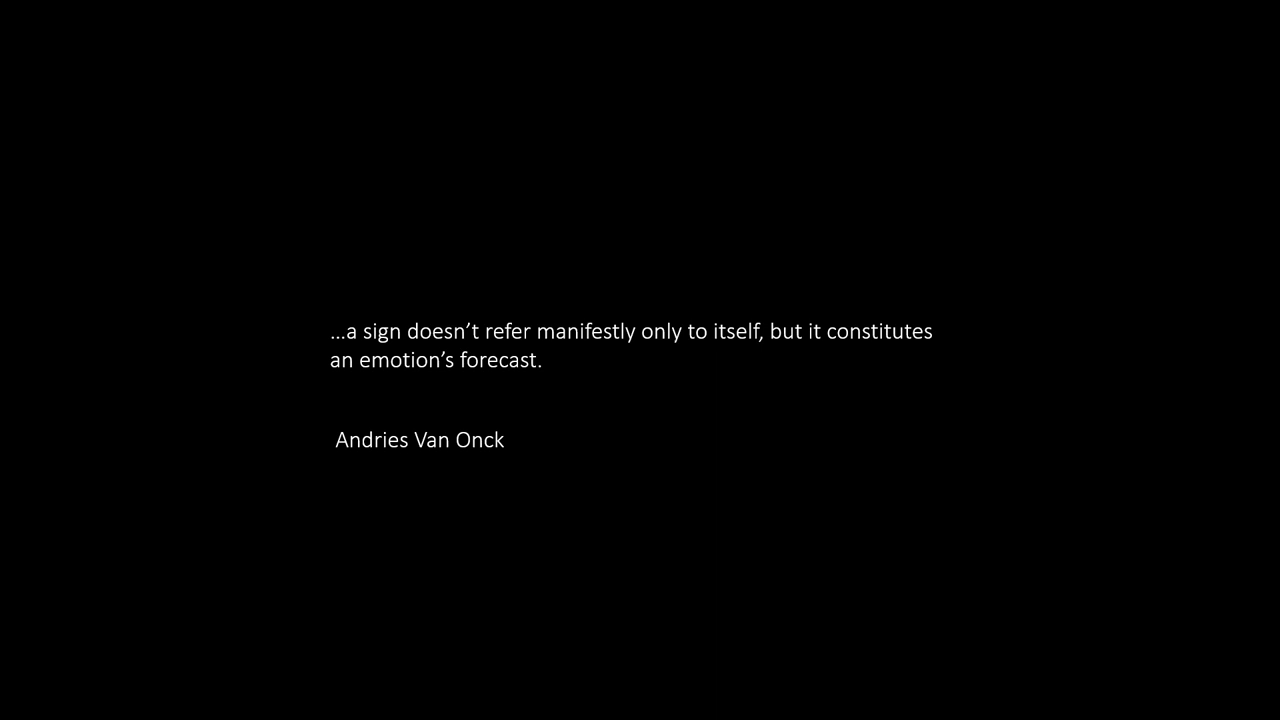 …a sign doesn’t refer manifestly only to itself, but it constitutes
an emotion’s forecast.
Andries Van Onck